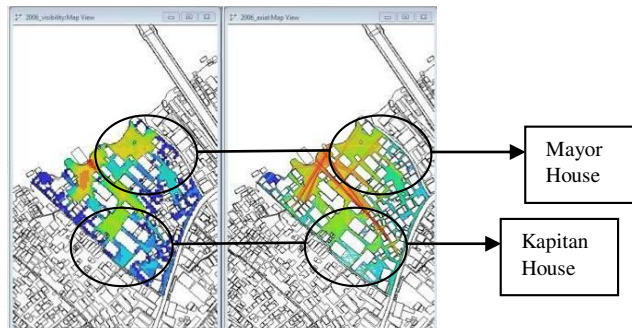 2006_visibility:Map View
2006_axial:Map View
Mayor
House
Kapitan
House